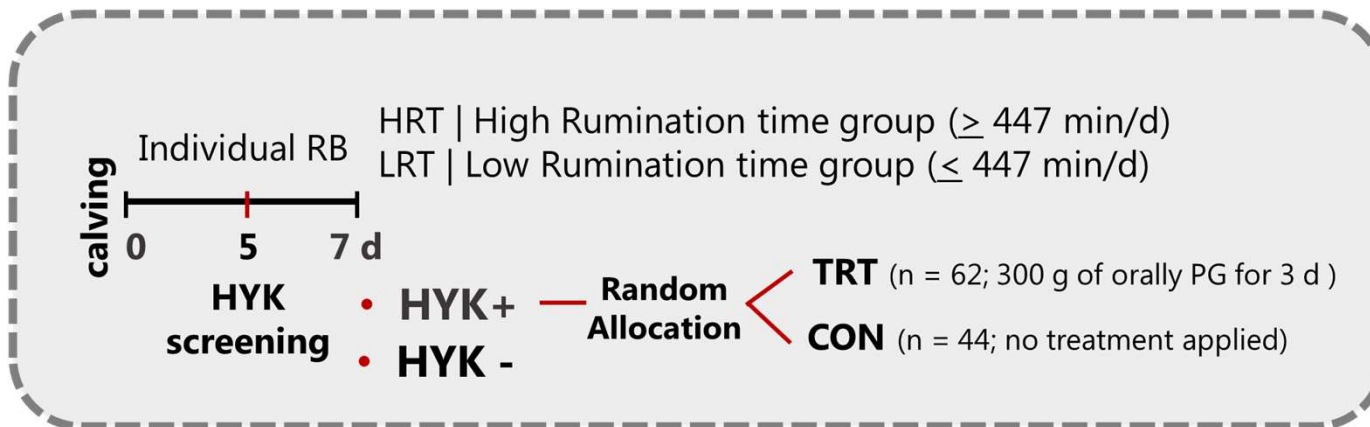 HRT | High Rumination time group (≥ 447 min/d)
Individual RB
LRT | Low Rumination time group (≤ 447 min/d)
calving
0 5 7 d
HYK
screening
• HYK+
• HYK -
Random
Allocation
TRT (n = 62; 300 g of orally PG for 3 d )
CON (n = 44; no treatment applied)